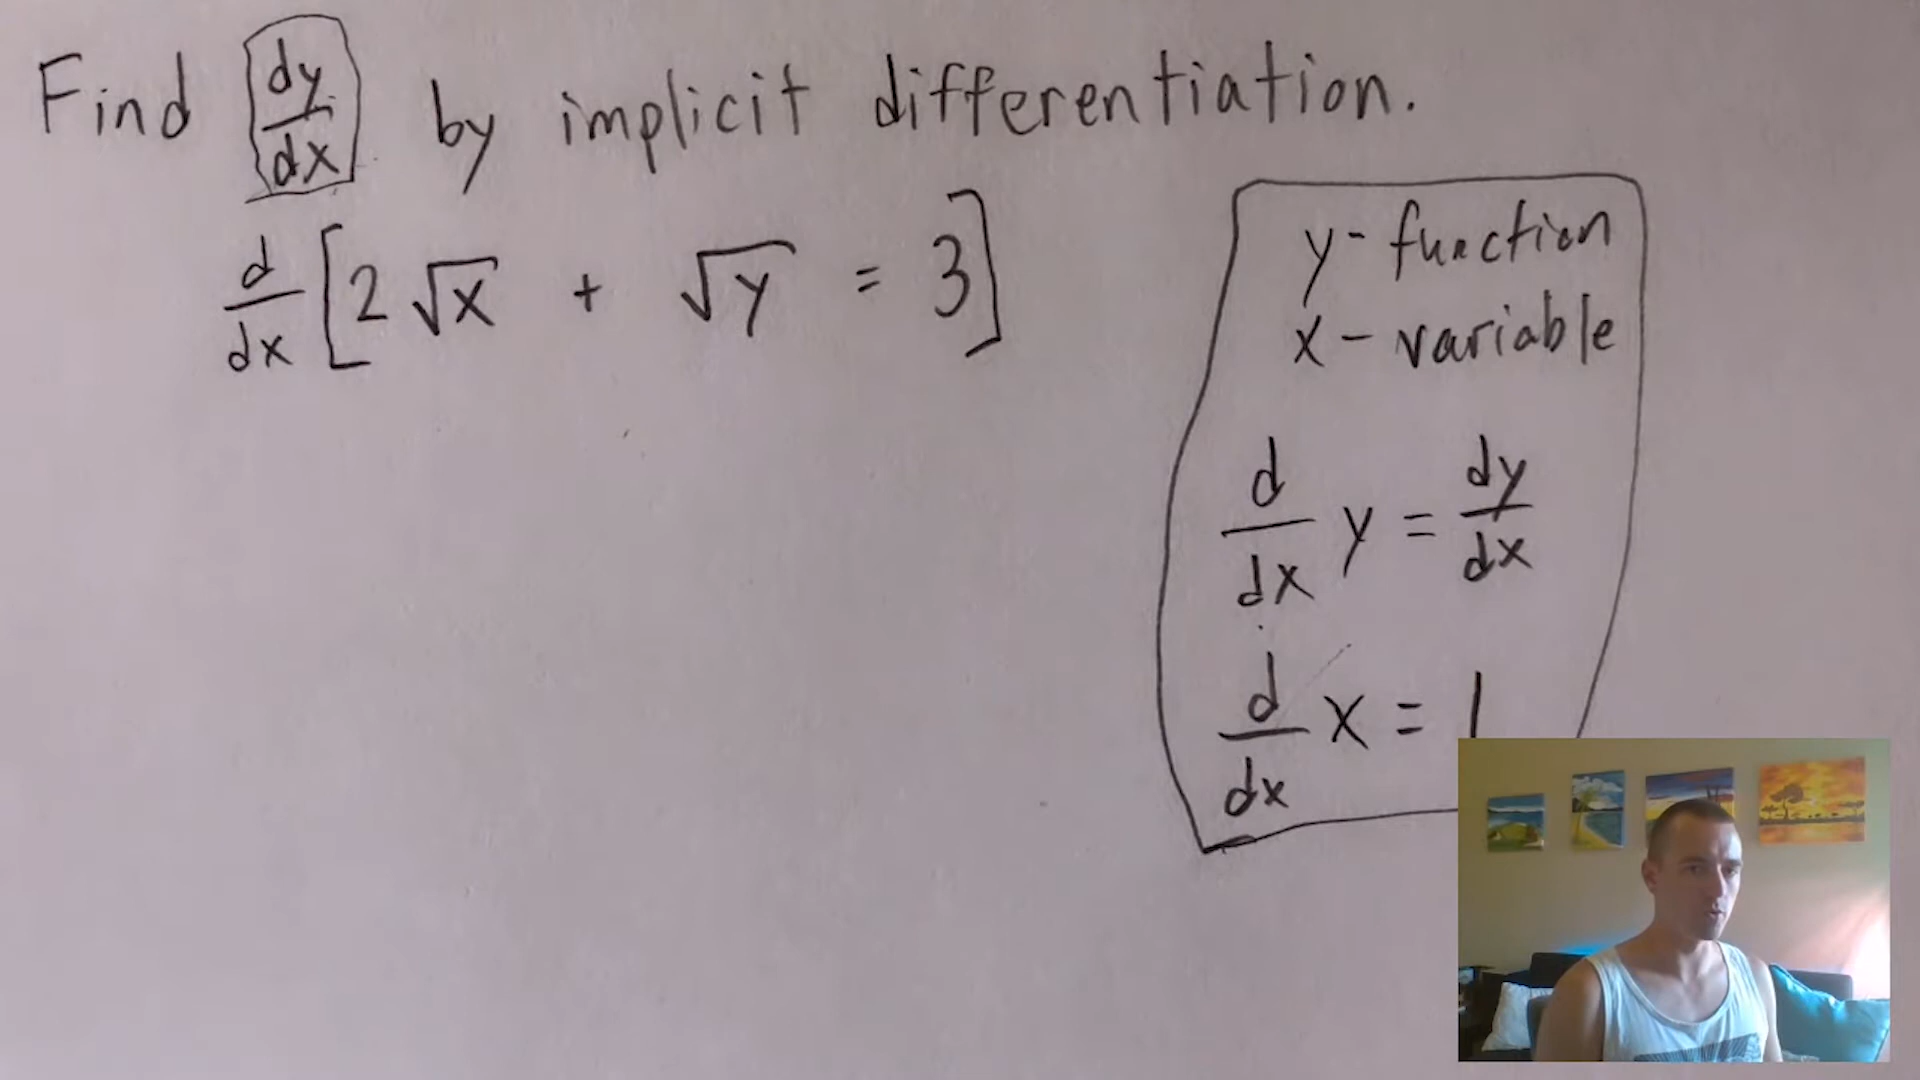 Find dy/dx by implicit differentiation.
d/dx [2√x + √y = 3]
y - function
x - variable
d/dx y = dy/dx
d/dx x = 1